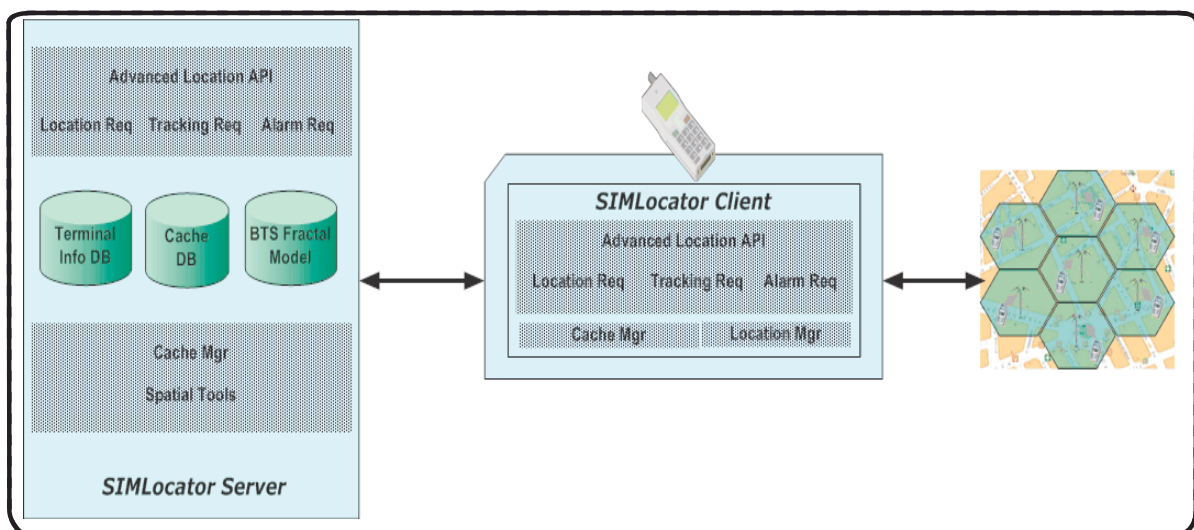 Advanced Location API
Location Req Tracking Req Alarm Req
Terminal
Info DB
Cache
DB
BTS Fractal
Model
Cache Mgr
Spatial Tools
SIMLocator Server
SIMLocator Client
Advanced Location API
Location Req Tracking Req Alarm Req
Cache Mgr
Location Mgr